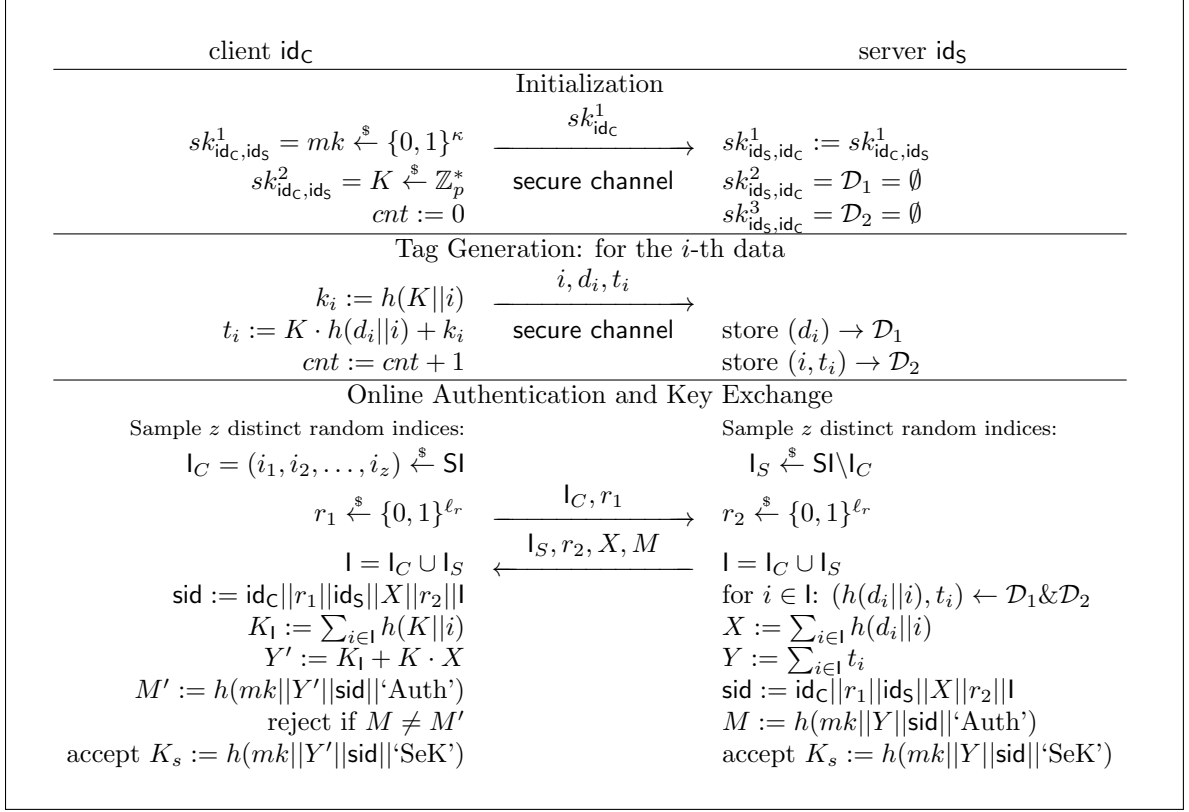 client id_C server id_S
Initialization
sk^1_{id_C,id_S} = mk ←$ {0, 1}^κ sk^1_{id_C} sk^1_{id_S,id_C} := sk^1_{id_C,id_S}
sk^2_{id_C,id_S} = K ←$ ℤ^*_p secure channel sk^2_{id_S,id_C} = 𝒟_1 = ∅
cnt := 0 sk^3_{id_S,id_C} = 𝒟_2 = ∅
Tag Generation: for the i-th data
k_i := h(K||i) i, d_i, t_i
t_i := K · h(d_i||i) + k_i secure channel store (d_i) → 𝒟_1
cnt := cnt + 1 store (i, t_i) → 𝒟_2
Online Authentication and Key Exchange
Sample z distinct random indices: Sample z distinct random indices:
I_C = (i_1, i_2, . . . , i_z) ←$ SI I_S ←$ SI\I_C
r_1 ←$ {0, 1}^{ℓ_r} I_C, r_1 r_2 ←$ {0, 1}^{ℓ_r}
I = I_C ∪ I_S I_S, r_2, X, M I = I_C ∪ I_S
sid := id_C||r_1||id_S||X||r_2||I for i ∈ I: (h(d_i||i), t_i) ← 𝒟_1&𝒟_2
K_I := ∑_{i∈I} h(K||i) X := ∑_{i∈I} h(d_i||i)
Y′ := K_I + K · X Y := ∑_{i∈I} t_i
M′ := h(mk||Y′||sid||‘Auth’) sid := id_C||r_1||id_S||X||r_2||I
reject if M ≠ M′ M := h(mk||Y||sid||‘Auth’)
accept K_s := h(mk||Y′||sid||‘SeK’) accept K_s := h(mk||Y||sid||‘SeK’)